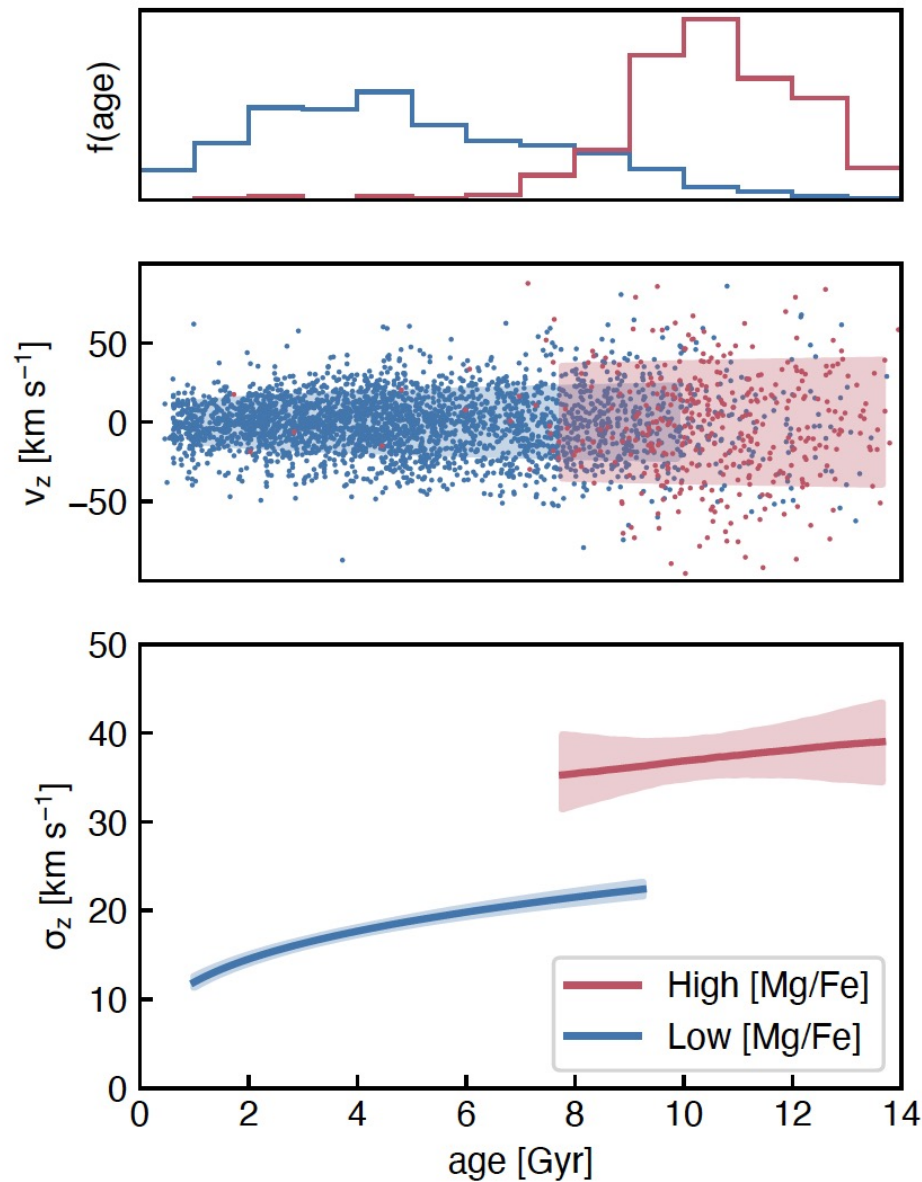 f(age)
v_z [km s⁻¹]
50
0
−50
σ_z [km s⁻¹]
50
40
30
20
10
0
High [Mg/Fe]
Low [Mg/Fe]
0 2 4 6 8 10 12 14
age [Gyr]